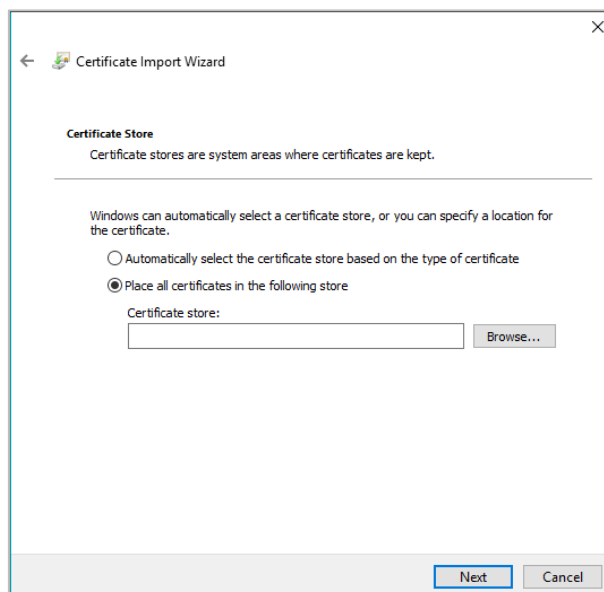 Certificate Import Wizard
Certificate Store
Certificate stores are system areas where certificates are kept.
Windows can automatically select a certificate store, or you can specify a location for
the certificate.
Automatically select the certificate store based on the type of certificate
Place all certificates in the following store
Certificate store:
Browse...
Next
Cancel